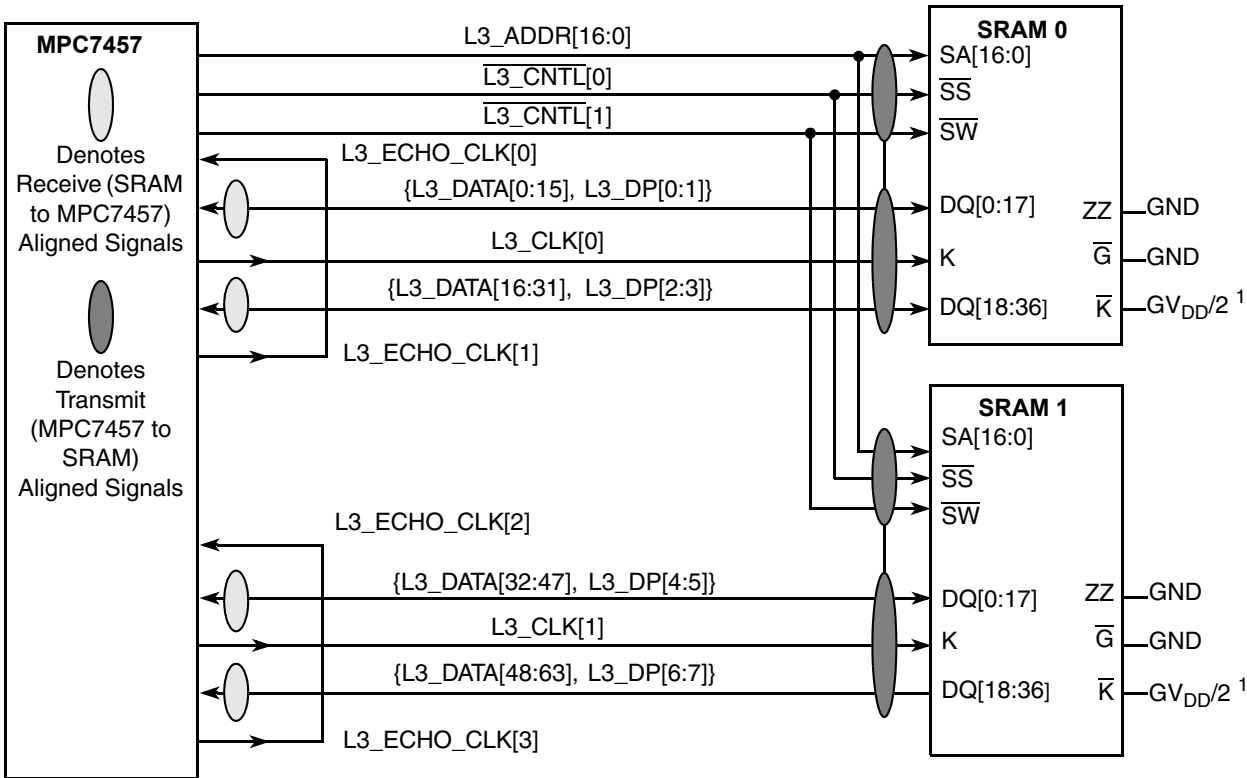 MPC7457
Denotes
Receive (SRAM
to MPC7457)
Aligned Signals
Denotes
Transmit
(MPC7457 to
SRAM)
Aligned Signals
L3_ADDR[16:0]
L3_CNTL[0]
L3_CNTL[1]
L3_ECHO_CLK[0]
{L3_DATA[0:15], L3_DP[0:1]}
L3_CLK[0]
{L3_DATA[16:31], L3_DP[2:3]}
L3_ECHO_CLK[1]
L3_ECHO_CLK[2]
{L3_DATA[32:47], L3_DP[4:5]}
L3_CLK[1]
{L3_DATA[48:63], L3_DP[6:7]}
L3_ECHO_CLK[3]
SRAM 0
SA[16:0]
SS
SW
DQ[0:17]
ZZ
GND
K
G
GND
DQ[18:36]
K
GVDD/2 1
SRAM 1
SA[16:0]
SS
SW
DQ[0:17]
ZZ
GND
K
G
GND
DQ[18:36]
K
GVDD/2 1